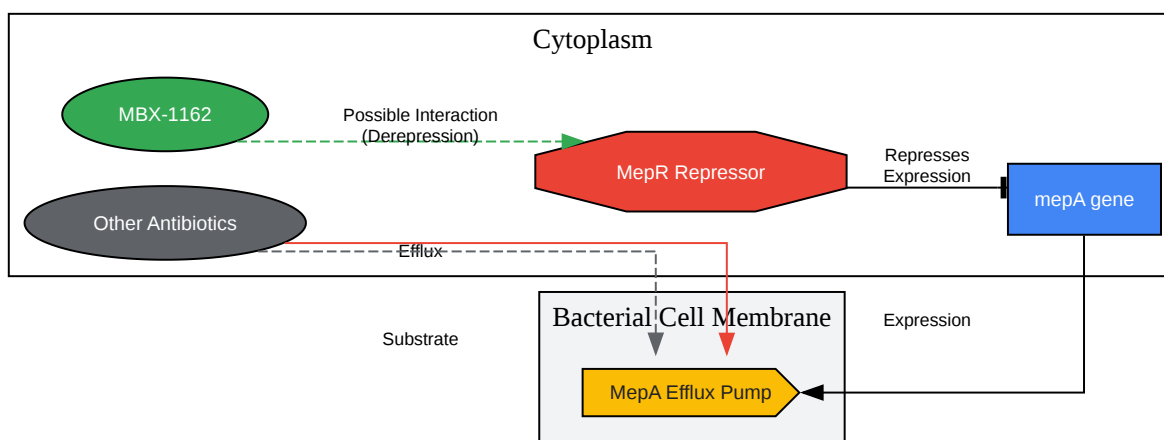 Cytoplasm
MBX-1162
Possible Interaction
(Derepression)
MepR Repressor
Represses
Expression
mepA gene
Other Antibiotics
Efflux
Bacterial Cell Membrane
Substrate
Expression
MepA Efflux Pump